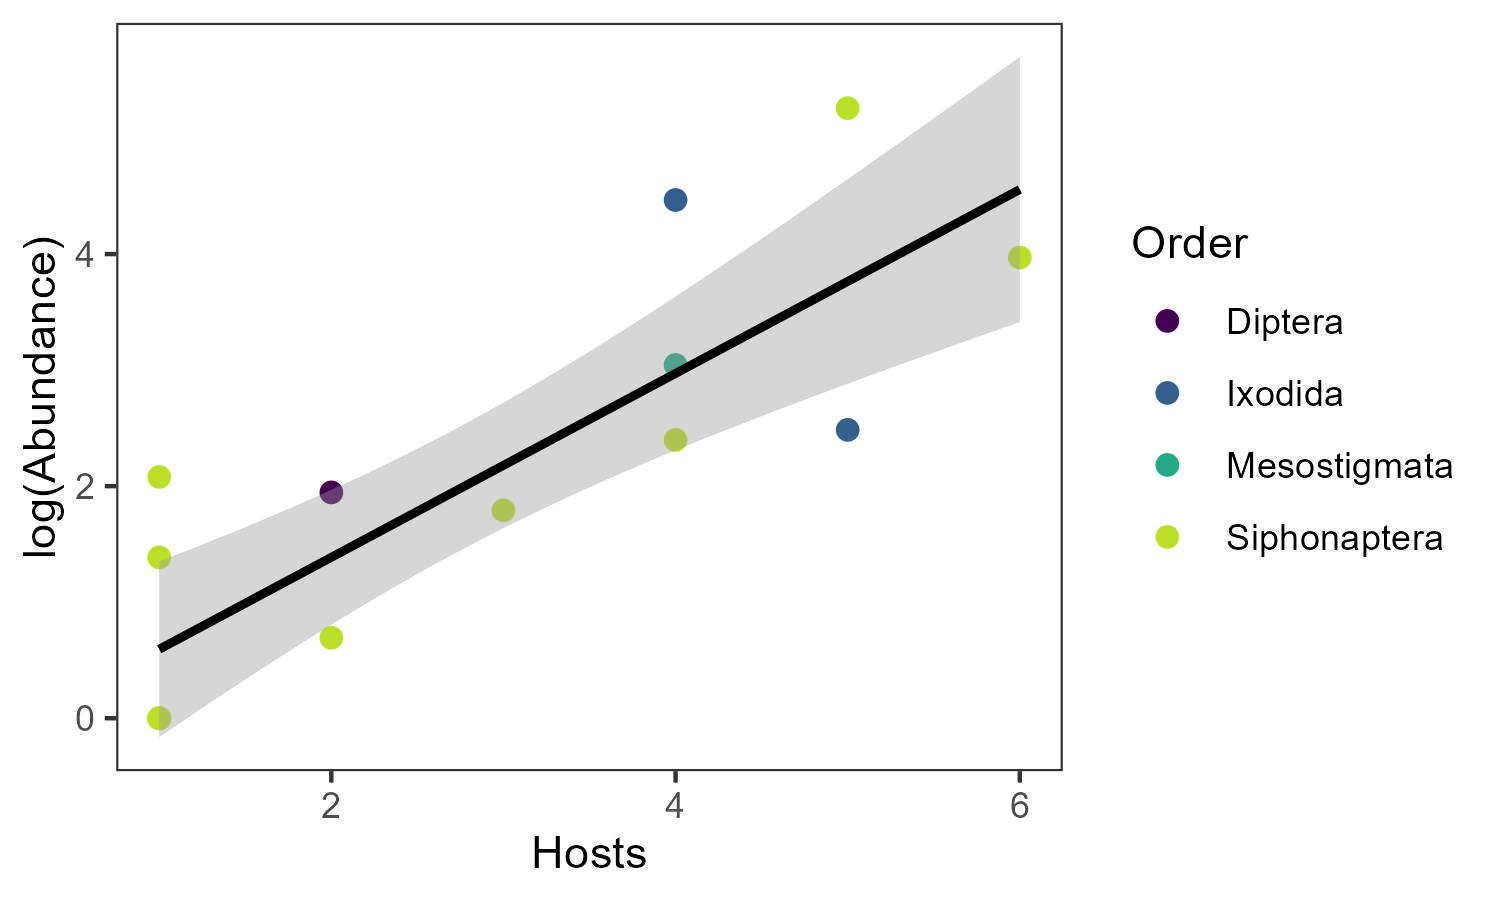 log(Abundance)
4
2
0
2
4
6
Hosts
Order
Diptera
Ixodida
Mesostigmata
Siphonaptera